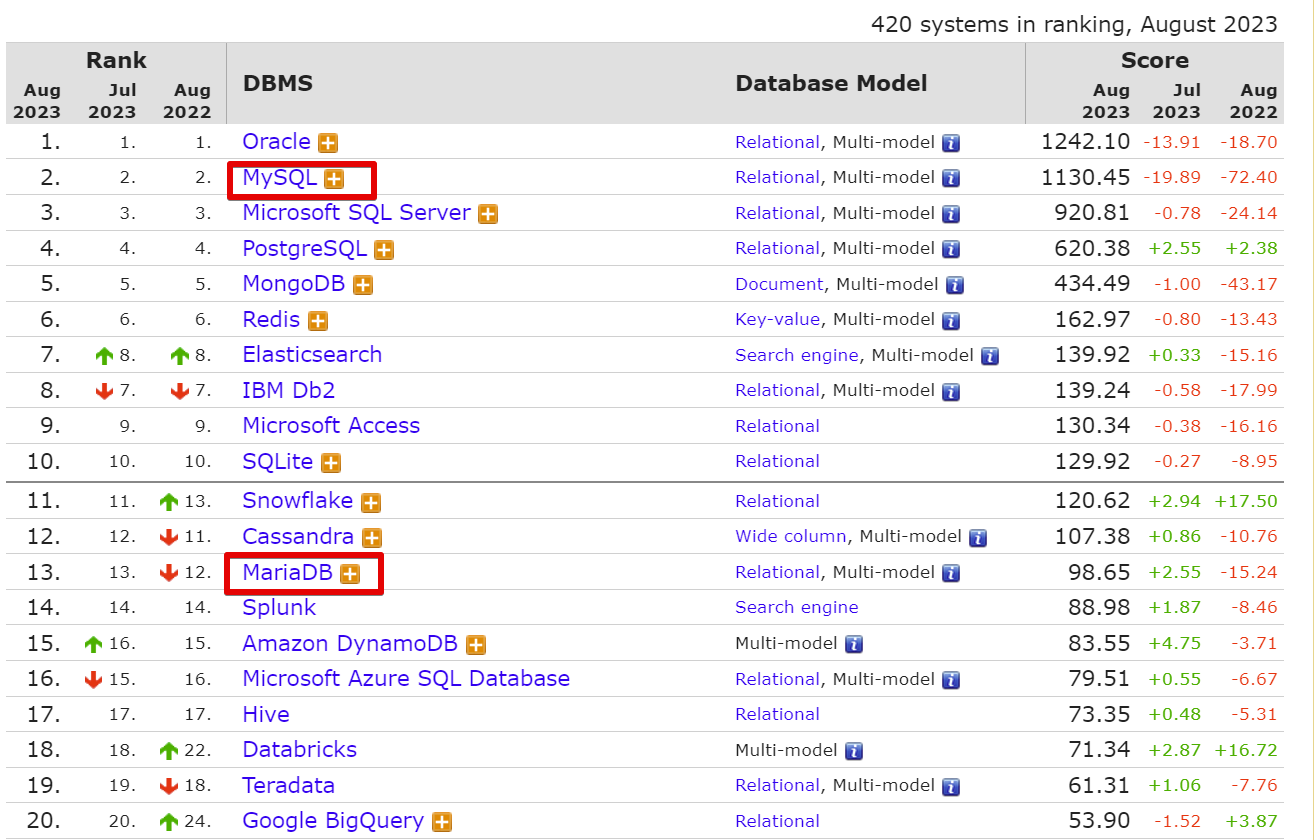 420 systems in ranking, August 2023
Rank DBMS Database Model Score
Aug 2023 Jul 2023 Aug 2022 Aug 2023 Jul 2023 Aug 2022
1. 1. 1. Oracle Relational, Multi-model 1242.10 -13.91 -18.70
2. 2. 2. MySQL Relational, Multi-model 1130.45 -19.89 -72.40
3. 3. 3. Microsoft SQL Server Relational, Multi-model 920.81 -0.78 -24.14
4. 4. 4. PostgreSQL Relational, Multi-model 620.38 +2.55 +2.38
5. 5. 5. MongoDB Document, Multi-model 434.49 -1.00 -43.17
6. 6. 6. Redis Key-value, Multi-model 162.97 -0.80 -13.43
7. 8. 8. Elasticsearch Search engine, Multi-model 139.92 +0.33 -15.16
8. 7. 7. IBM Db2 Relational, Multi-model 139.24 -0.58 -17.99
9. 9. 9. Microsoft Access Relational 130.34 -0.38 -16.16
10. 10. 10. SQLite Relational 129.92 -0.27 -8.95
11. 11. 13. Snowflake Relational 120.62 +2.94 +17.50
12. 12. 11. Cassandra Wide column, Multi-model 107.38 +0.86 -10.76
13. 13. 12. MariaDB Relational, Multi-model 98.65 +2.55 -15.24
14. 14. 14. Splunk Search engine 88.98 +1.87 -8.46
15. 16. 15. Amazon DynamoDB Multi-model 83.55 +4.75 -3.71
16. 15. 16. Microsoft Azure SQL Database Relational, Multi-model 79.51 +0.55 -6.67
17. 17. 17. Hive Relational 73.35 +0.48 -5.31
18. 18. 22. Databricks Multi-model 71.34 +2.87 +16.72
19. 19. 18. Teradata Relational, Multi-model 61.31 +1.06 -7.76
20. 20. 24. Google BigQuery Relational 53.90 -1.52 +3.87